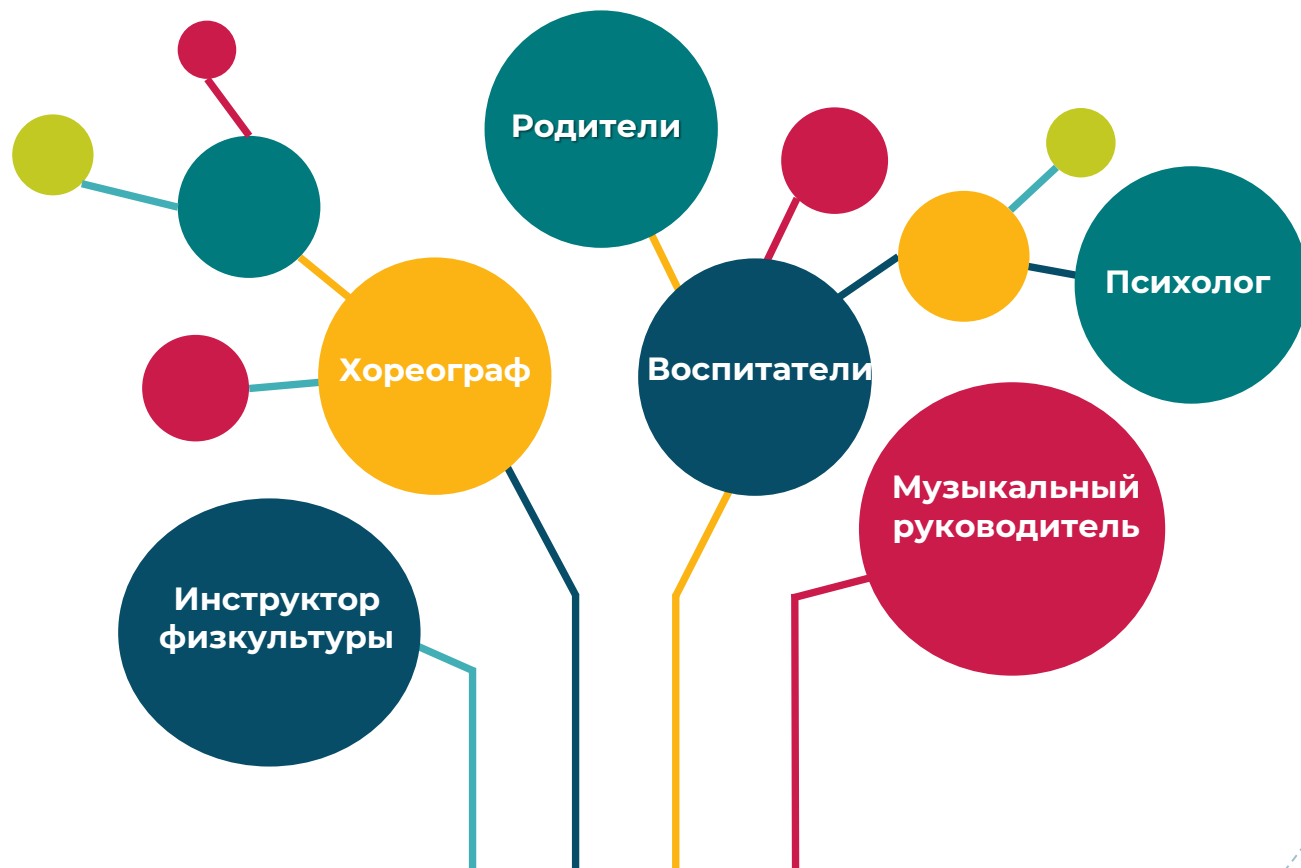 Родители
Психолог
Хореограф
Воспитатели
Музыкальный
руководитель
Инструктор
физкультуры